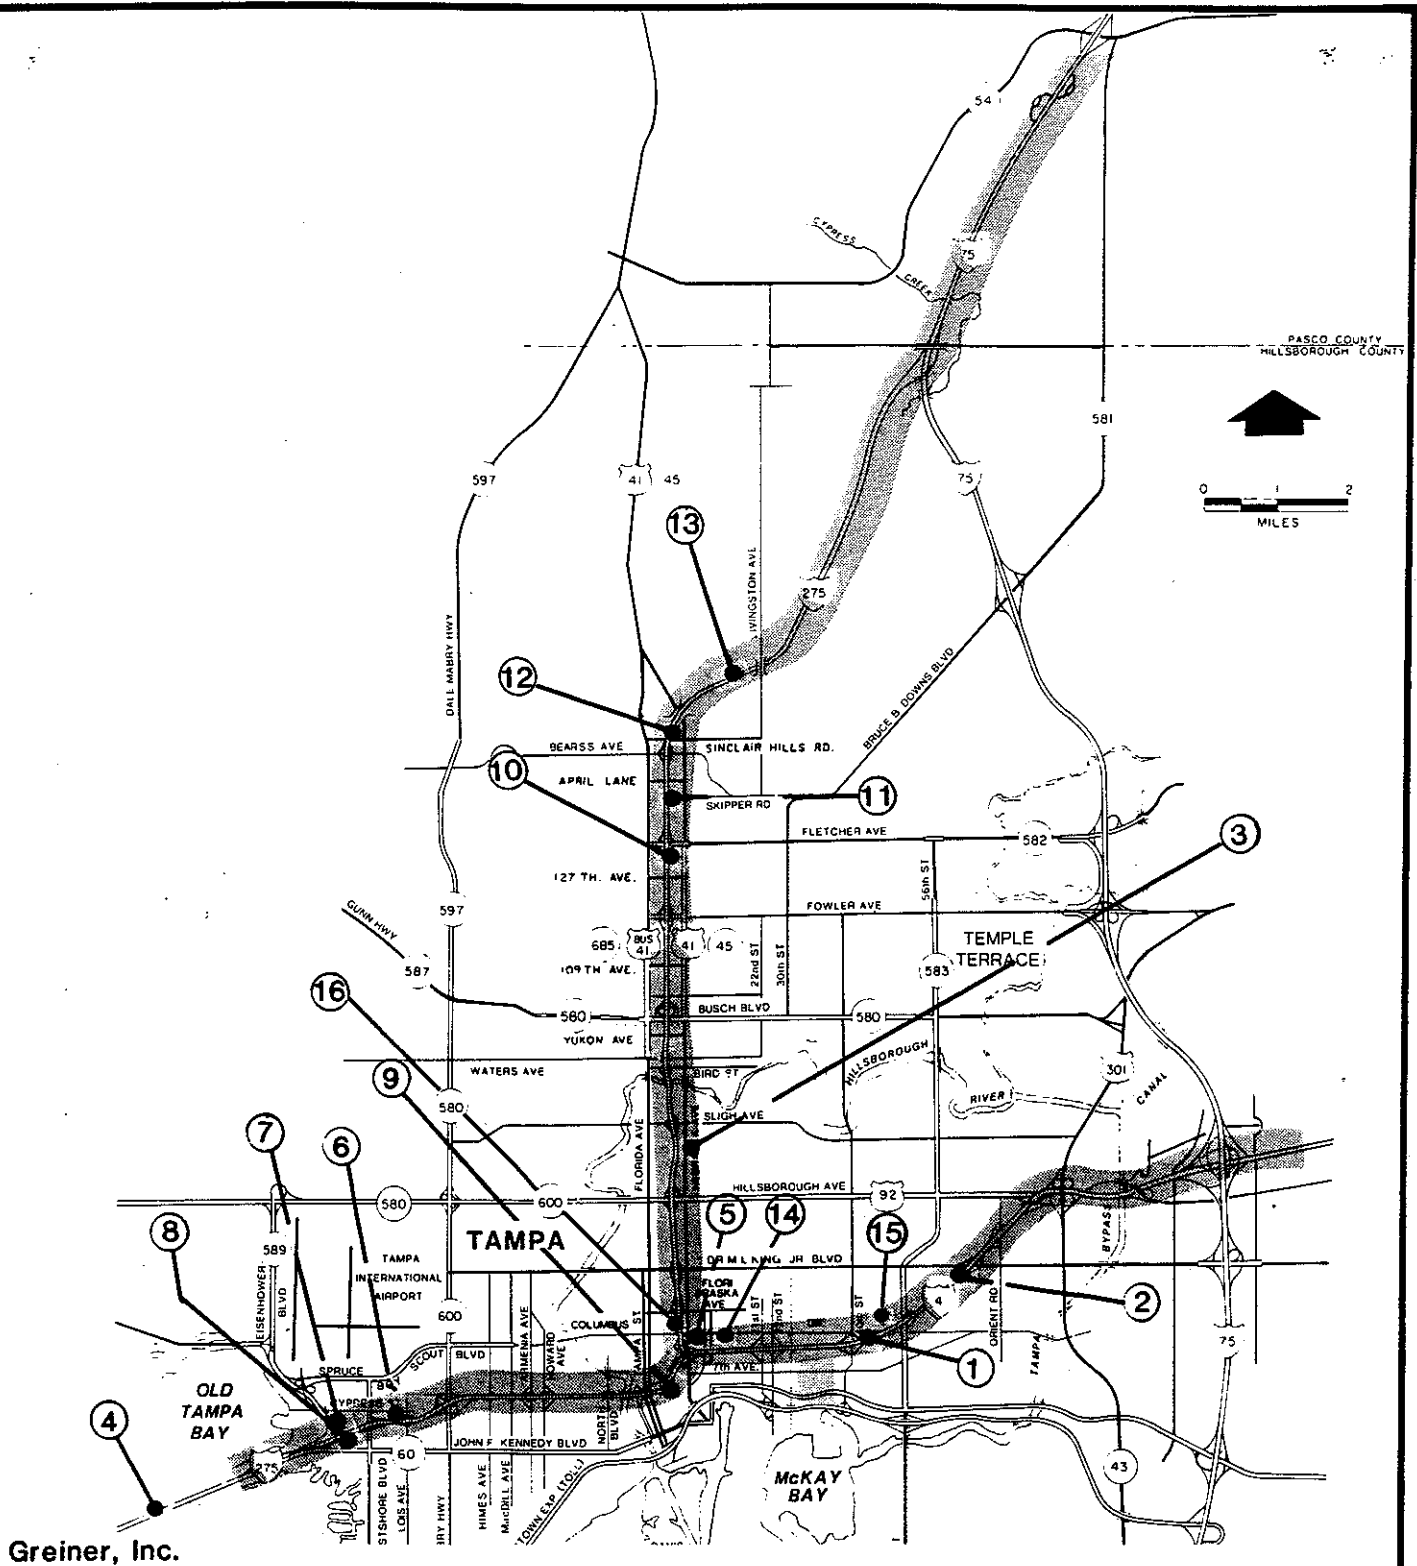 54
CYPRESS
CREEK
75
PASCO COUNTY
HILLSBOROUGH COUNTY
581
597
41 45
75
0 1 2
MILES
13
275
DALE MABRY HWY
12
BRUCE B DOWNS BLVD
BEARSS AVE
SINCLAIR HILLS RD.
10
APRIL LANE
11
SKIPPER RD
FLETCHER AVE
582
3
127 TH. AVE.
56th ST
597
GUNN HWY
FOWLER AVE
685
BUS 41
41
45
22nd ST
30th ST
TEMPLE
TERRACE
587
109 TH AVE.
583
16
580
BUSCH BLVD
580
YUKON AVE
WATERS AVE
BIRD ST
HILLSBOROUGH
RIVER
301
CANAL
9
580
SLIGH AVE
FLORIDA AVE
7
6
HILLSBOROUGH AVE
92
580
600
5
14
15
8
TAMPA
589
EISENHOWER
BLVD
TAMPA
INTERNATIONAL
AIRPORT
DR M L KING JR BLVD
BYPASS
4
2
600
COLUMBUS
ARMENIA AVE
HOWARD
AVE
ORIENT RD
TAMPA
75
SPRUCE
SCOUT BLVD
7th AVE.
1
OLD
TAMPA
BAY
4
275
60
JOHN F KENNEDY BLVD
NORTH
BLVD
McKAY
BAY
43
LOIS AVE
HIMES AVE
MacDILL AVE
Greiner, Inc.